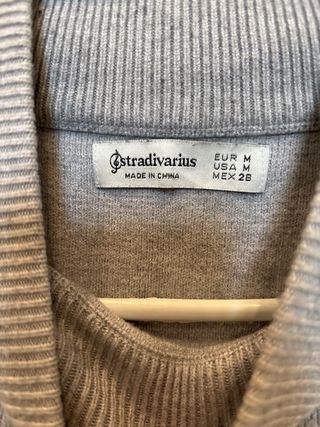 stradivarius
MADE IN CHINA
EUR M
USA M
MEX 28